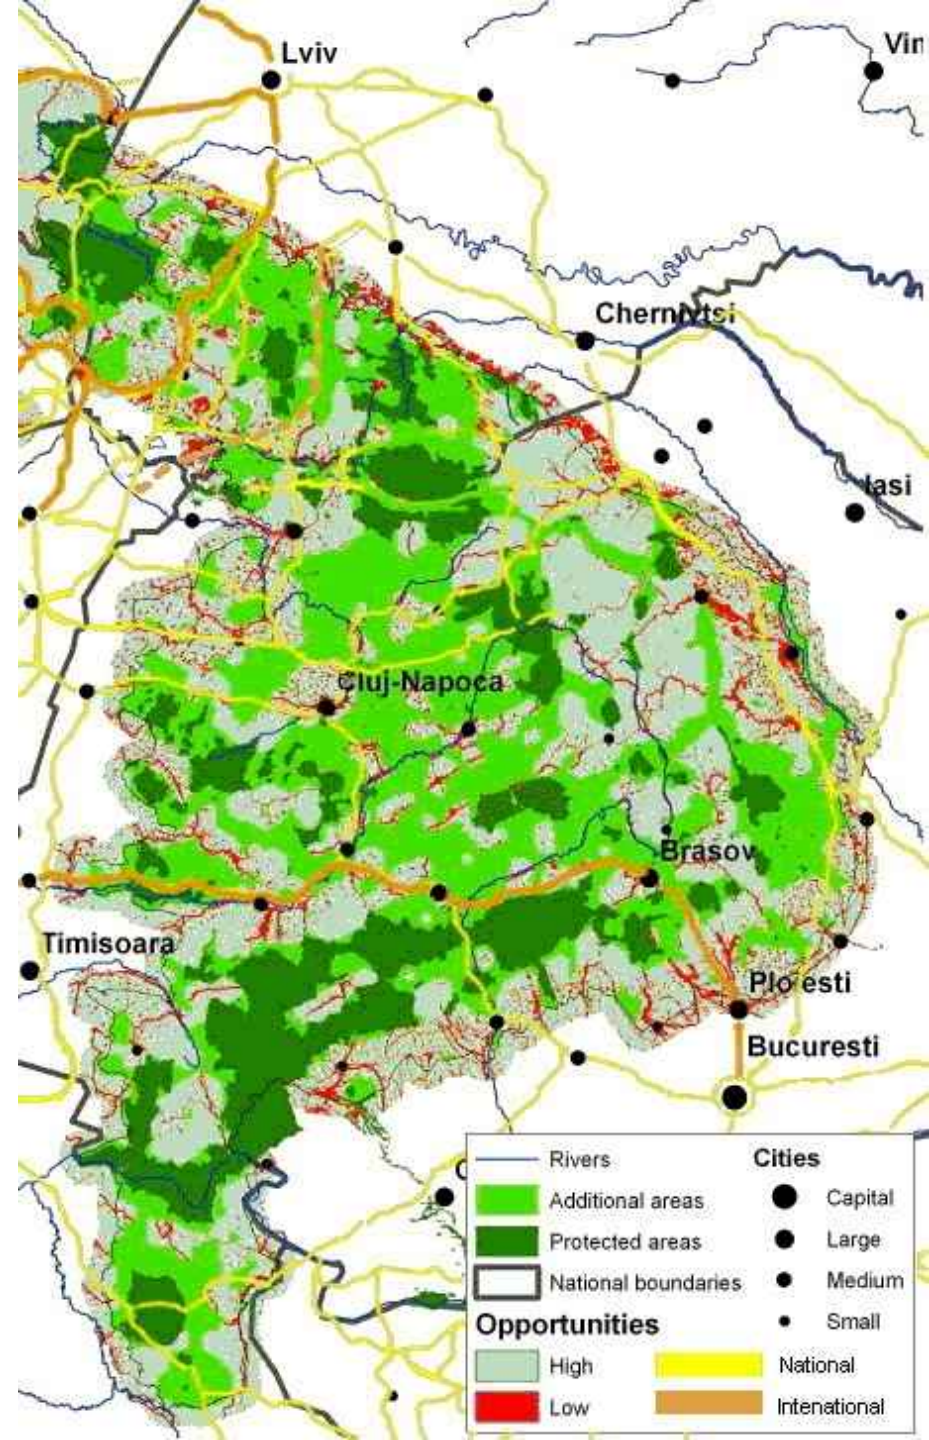 Lviv
Vin
Chernivtsi
Iasi
Cluj-Napoca
Brasov
Timisoara
Ploiesti
Bucuresti
Rivers
Additional areas
Protected areas
National boundaries
Opportunities
High
Low
Cities
Capital
Large
Medium
Small
National
Intenational